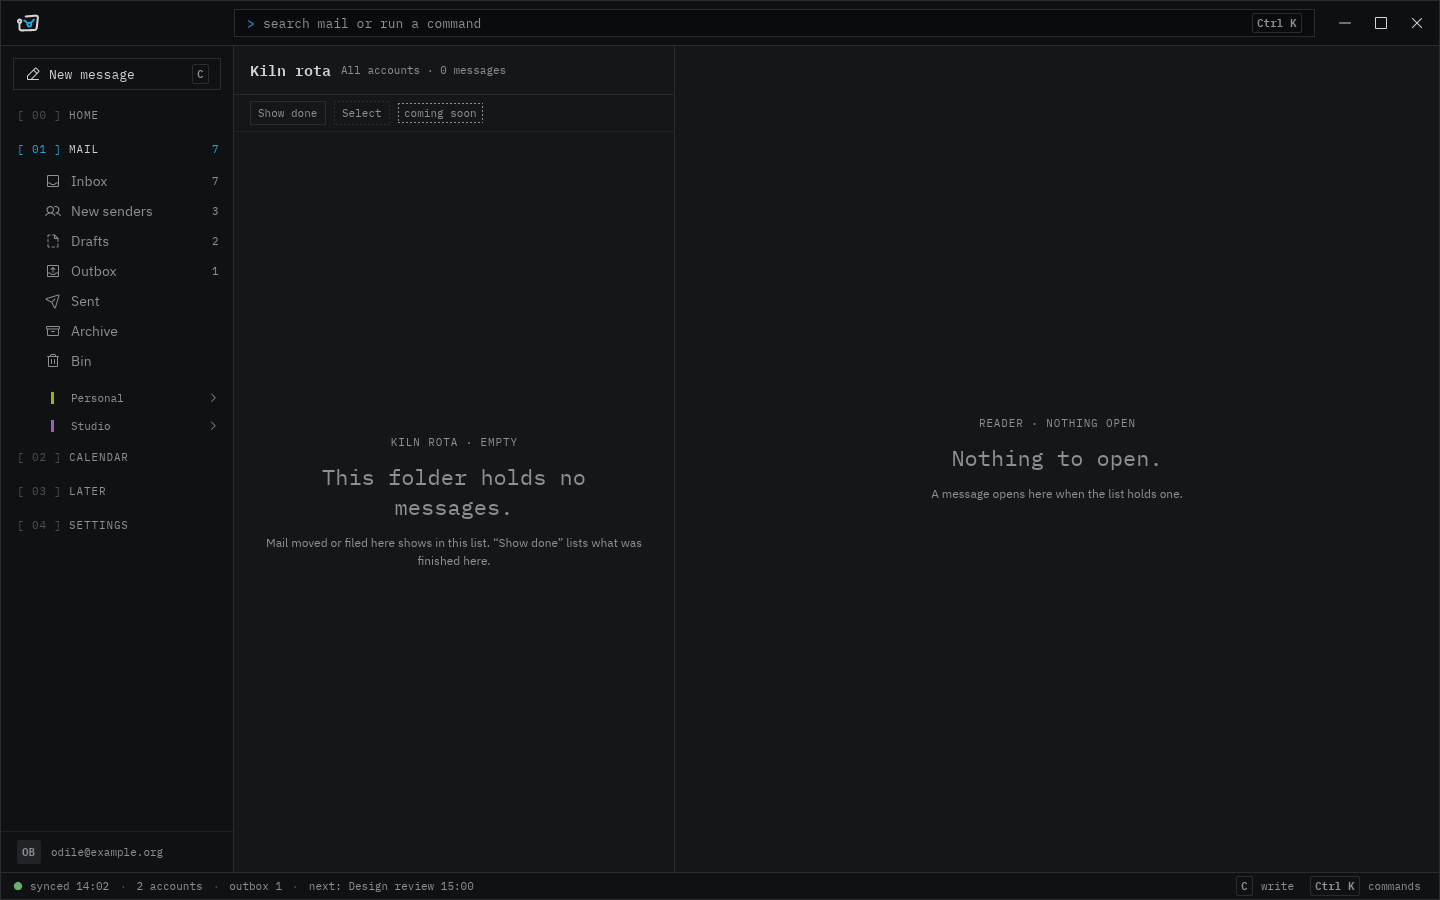 > search mail or run a command Ctrl K
New message C
[ 00 ] HOME
[ 01 ] MAIL 7
Inbox 7
New senders 3
Drafts 2
Outbox 1
Sent
Archive
Bin
Personal
Studio
[ 02 ] CALENDAR
[ 03 ] LATER
[ 04 ] SETTINGS
OB odile@example.org
Kiln rota All accounts · 0 messages
Show done Select coming soon
KILN ROTA · EMPTY
This folder holds no
messages.
Mail moved or filed here shows in this list. “Show done” lists what was
finished here.
READER · NOTHING OPEN
Nothing to open.
A message opens here when the list holds one.
synced 14:02 · 2 accounts · outbox 1 · next: Design review 15:00
C write Ctrl K commands